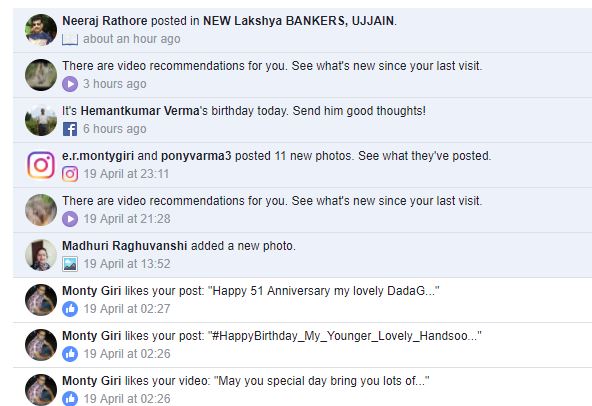 Neeraj Rathore posted in NEW Lakshya BANKERS, UJJAIN.
about an hour ago
There are video recommendations for you. See what's new since your last visit.
3 hours ago
It's Hemantkumar Verma's birthday today. Send him good thoughts!
6 hours ago
e.r.montygiri and ponyvarma3 posted 11 new photos. See what they've posted.
19 April at 23:11
There are video recommendations for you. See what's new since your last visit.
19 April at 21:28
Madhuri Raghuvanshi added a new photo.
19 April at 13:52
Monty Giri likes your post: "Happy 51 Anniversary my lovely DadaG..."
19 April at 02:27
Monty Giri likes your post: "#HappyBirthday_My_Younger_Lovely_Handsoo..."
19 April at 02:26
Monty Giri likes your video: "May you special day bring you lots of..."
19 April at 02:26